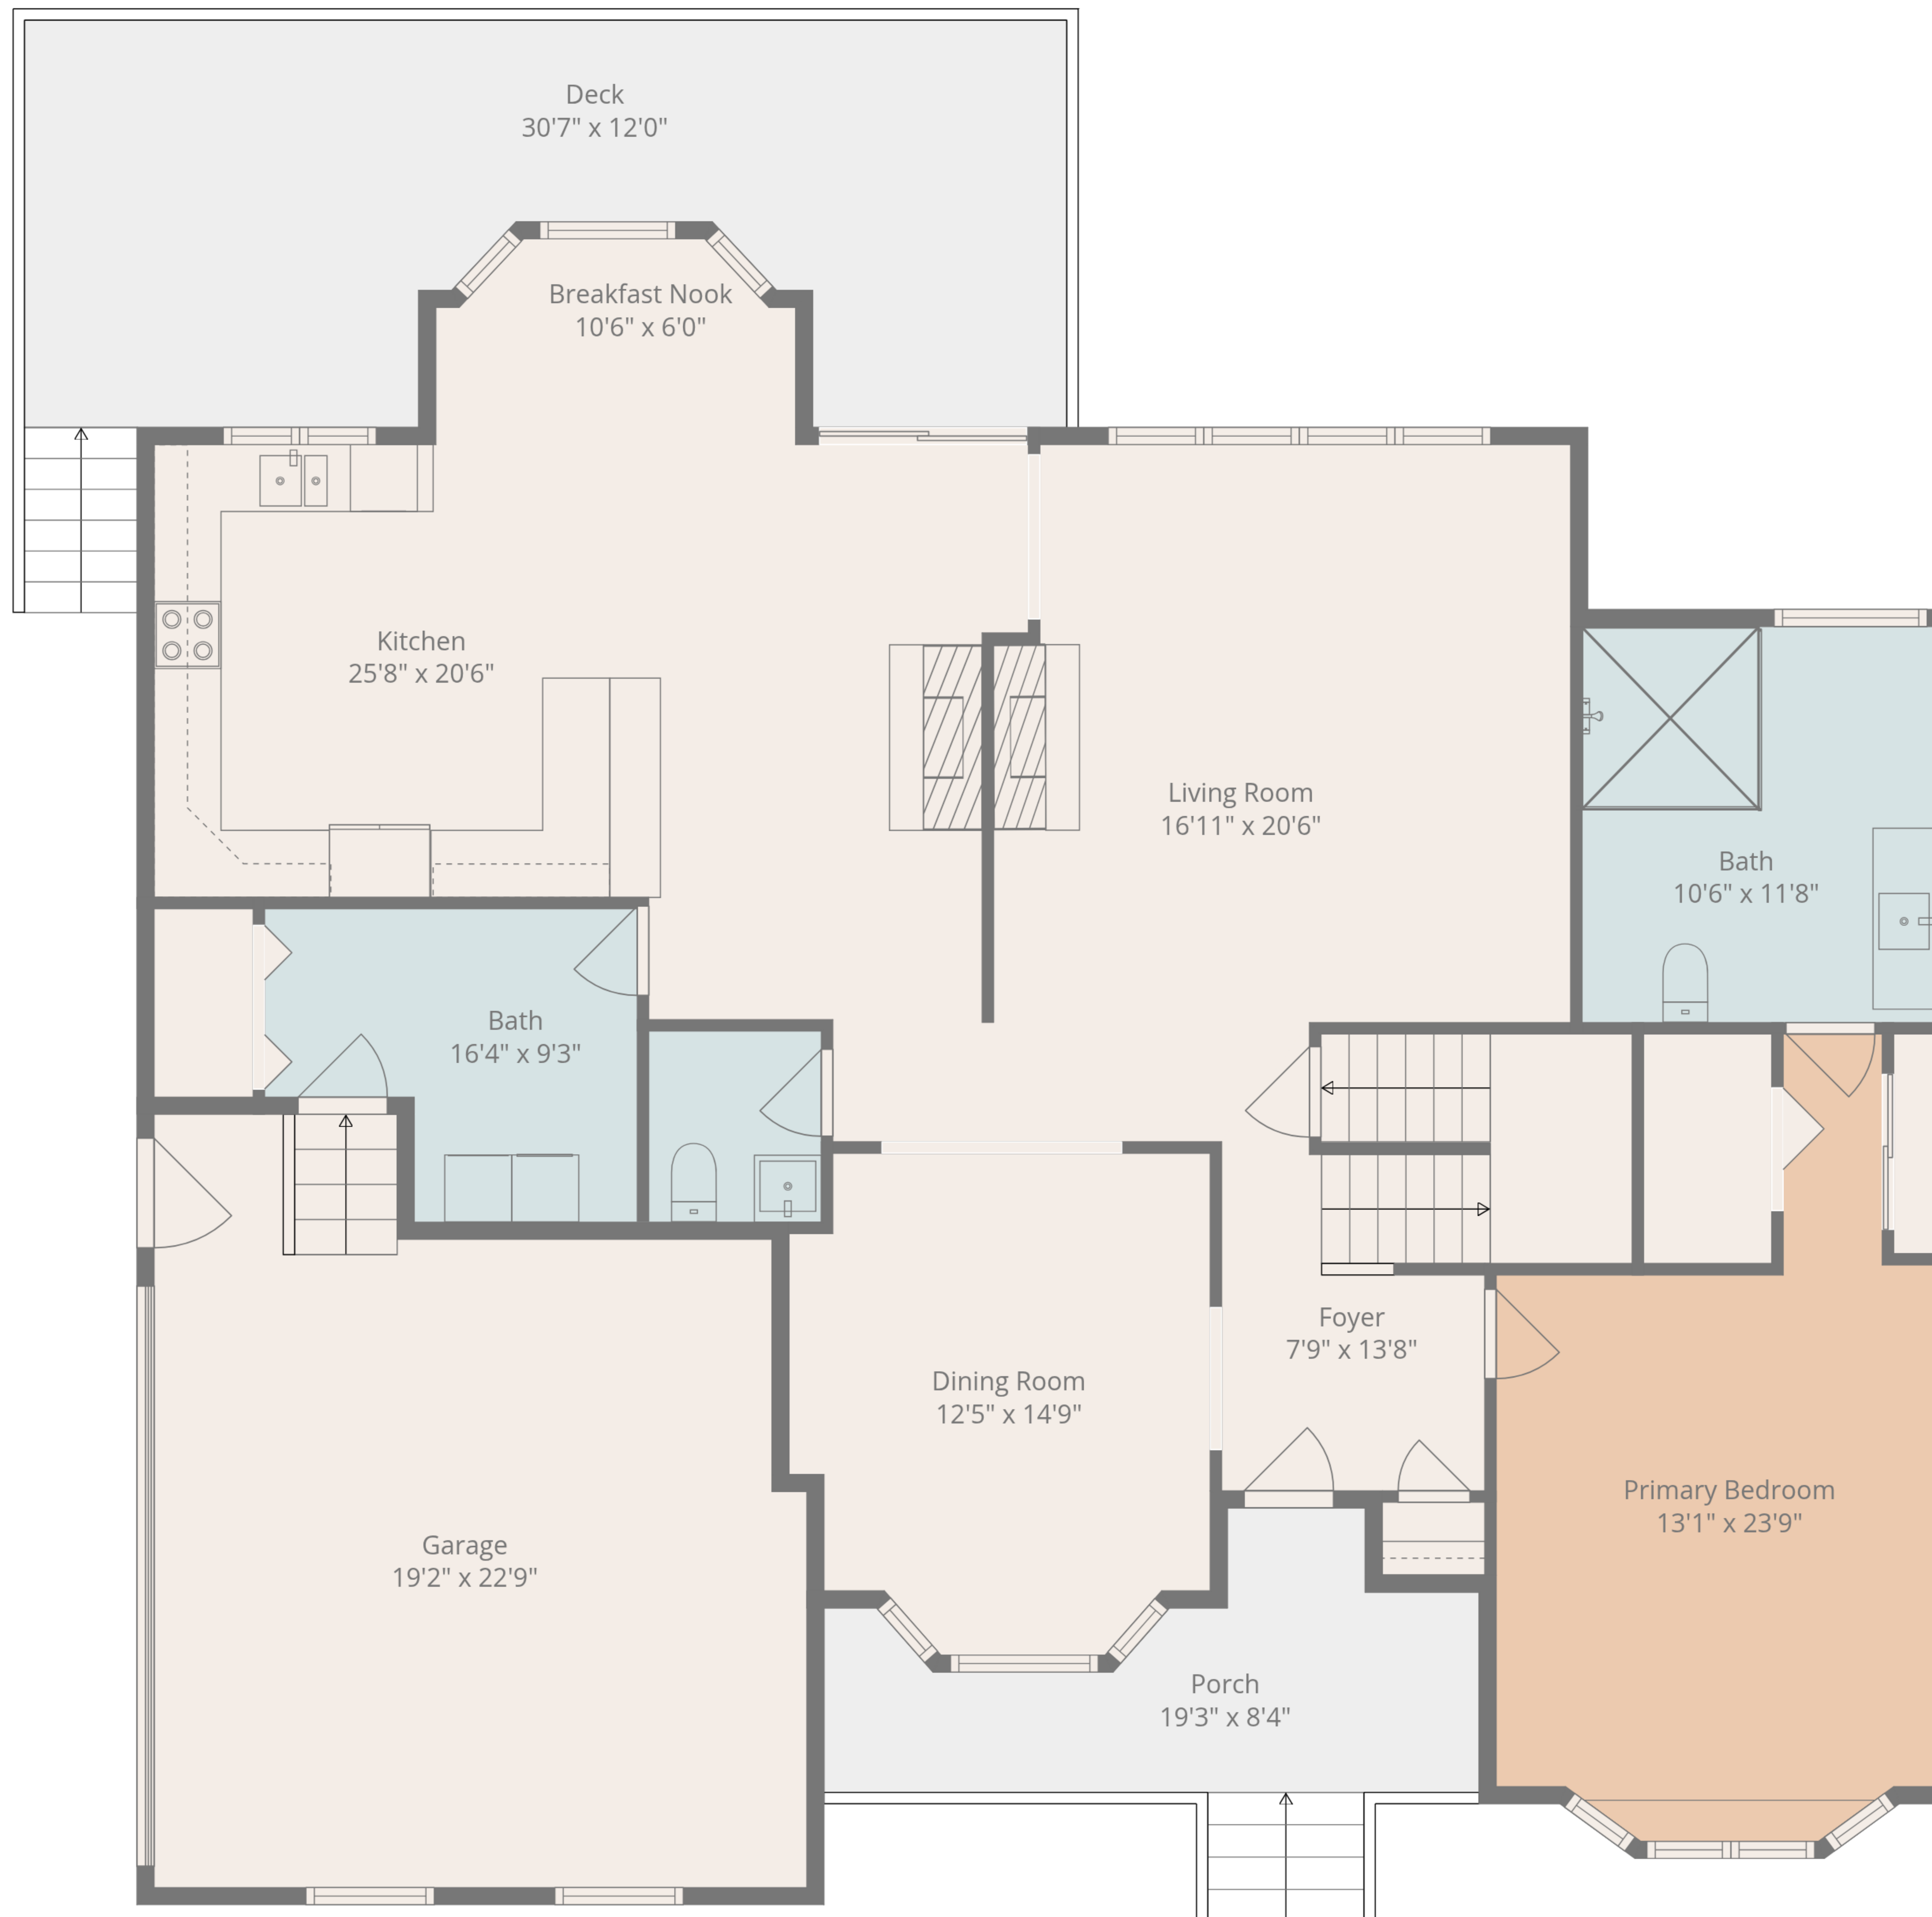 Deck
30'7" x 12'0"
Breakfast Nook
10'6" x 6'0"
Kitchen
25'8" x 20'6"
Living Room
16'11" x 20'6"
Bath
10'6" x 11'8"
Bath
16'4" x 9'3"
Foyer
7'9" x 13'8"
Dining Room
12'5" x 14'9"
Primary Bedroom
13'1" x 23'9"
Garage
19'2" x 22'9"
Porch
19'3" x 8'4"